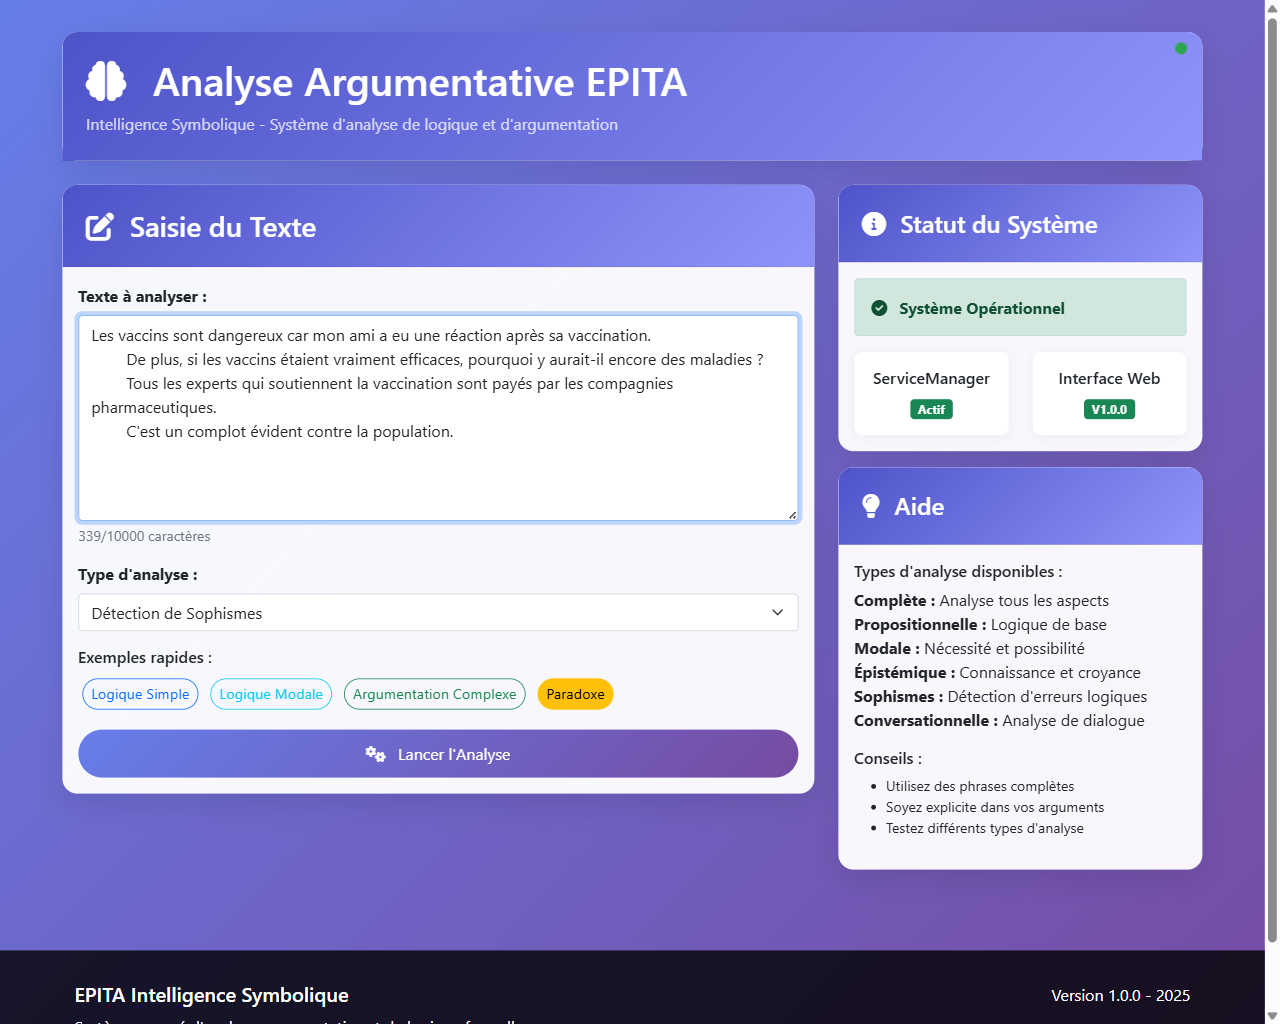 Analyse Argumentative EPITA
Intelligence Symbolique - Système d'analyse de logique et d'argumentation
Saisie du Texte
Texte à analyser :
Les vaccins sont dangereux car mon ami a eu une réaction après sa vaccination.
De plus, si les vaccins étaient vraiment efficaces, pourquoi y aurait-il encore des maladies ?
Tous les experts qui soutiennent la vaccination sont payés par les compagnies
pharmaceutiques.
C'est un complot évident contre la population.
339/10000 caractères
Type d'analyse :
Détection de Sophismes
Exemples rapides :
Logique Simple
Logique Modale
Argumentation Complexe
Paradoxe
Lancer l'Analyse
Statut du Système
Système Opérationnel
ServiceManager
Actif
Interface Web
V1.0.0
Aide
Types d'analyse disponibles :
Complète : Analyse tous les aspects
Propositionnelle : Logique de base
Modale : Nécessité et possibilité
Épistémique : Connaissance et croyance
Sophismes : Détection d'erreurs logiques
Conversationnelle : Analyse de dialogue
Conseils :
Utilisez des phrases complètes
Soyez explicite dans vos arguments
Testez différents types d'analyse
EPITA Intelligence Symbolique
Version 1.0.0 - 2025